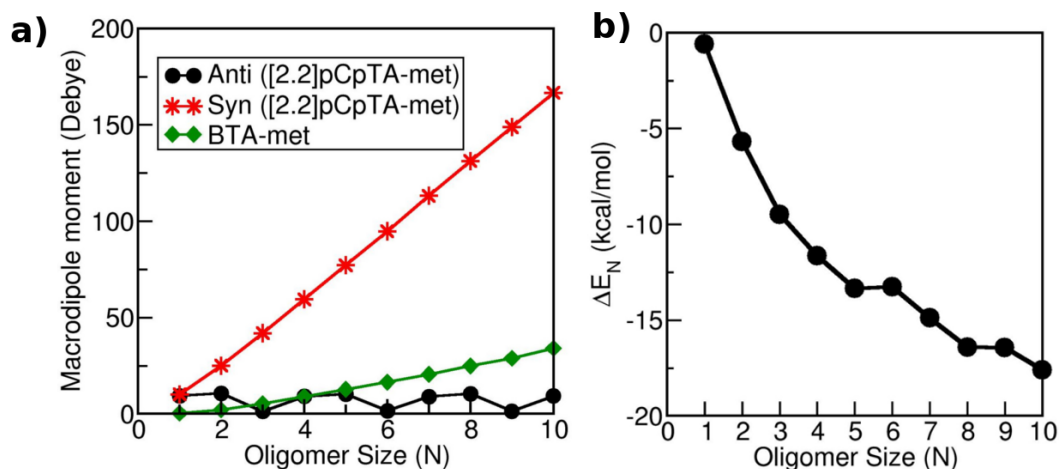 a)
Macrodipole moment (Debye)
200
150
100
50
0
Anti ([2.2]pCpTA-met)
Syn ([2.2]pCpTA-met)
BTA-met
0 2 4 6 8 10
Oligomer Size (N)
b)
ΔE_N (kcal/mol)
0
-5
-10
-15
-20
0 1 2 3 4 5 6 7 8 9 10
Oligomer Size (N)